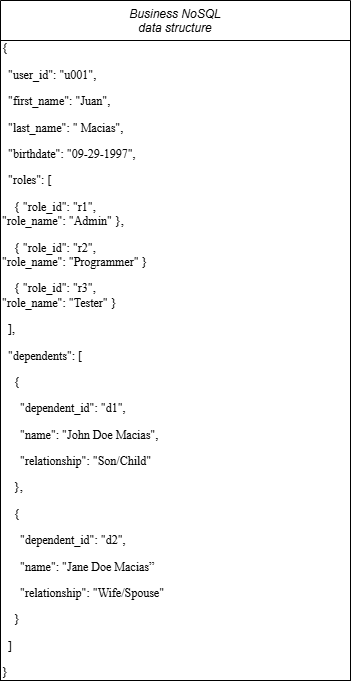 Business NoSQL
data structure
{
"user_id": "u001",
"first_name": "Juan",
"last_name": " Macias",
"birthdate": "09-29-1997",
"roles": [
{ "role_id": "r1",
"role_name": "Admin" },
{ "role_id": "r2",
"role_name": "Programmer" }
{ "role_id": "r3",
"role_name": "Tester" }
],
"dependents": [
{
"dependent_id": "d1",
"name": "John Doe Macias",
"relationship": "Son/Child"
},
{
"dependent_id": "d2",
"name": "Jane Doe Macias”
"relationship": "Wife/Spouse"
}
]
}